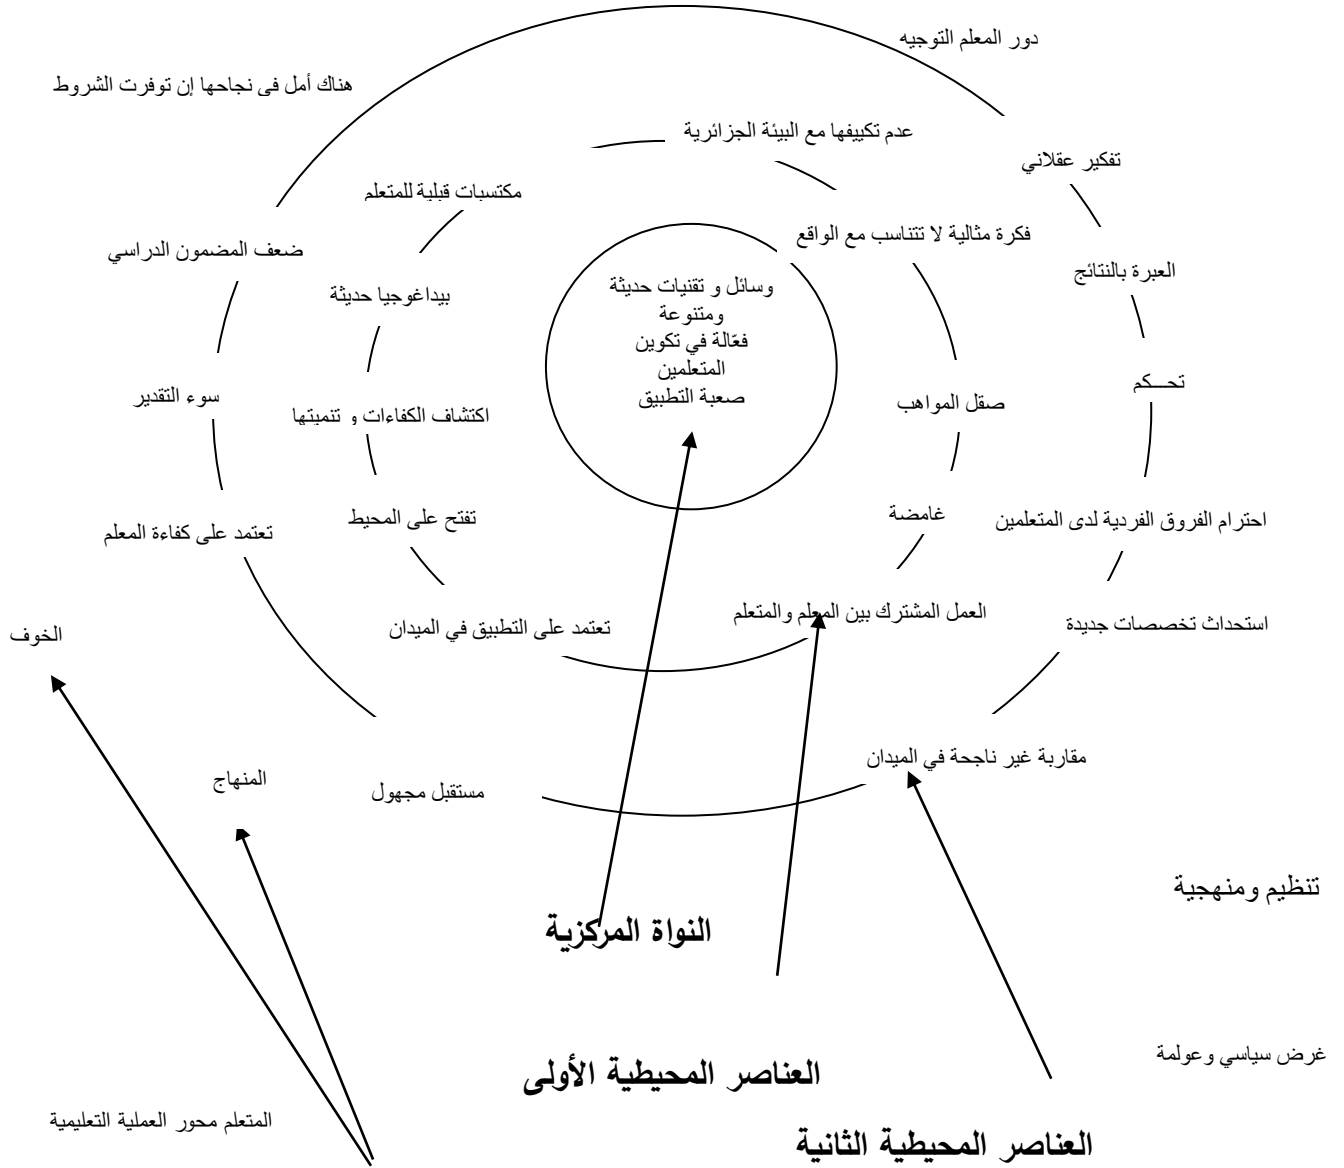 دور المعلم التوجيه
هناك أمل فى نجاحها إن توفرت الشروط
عدم تكييفها مع البيئة الجزائرية
تفكير عقلاني
مكتسبات قبلية للمتعلم
فكرة مثالية لا تتناسب مع الواقع
ضعف المضمون الدراسي
العبرة بالنتائج
بيداغوجيا حديثة
وسائل و تقنيات حديثة
ومتنوعة
فعّالة في تكوين
المتعلمين
صعبة التطبيق
تحـــكم
صقل المواهب
سوء التقدير
اكتشاف الكفاءات و تنميتها
احترام الفروق الفردية لدى المتعلمين
غامضة
تفتح على المحيط
تعتمد على كفاءة المعلم
العمل المشترك بين المعلم والمتعلم
استحداث تخصصات جديدة
تعتمد على التطبيق في الميدان
الخوف
مقاربة غير ناجحة في الميدان
المنهاج
مستقبل مجهول
تنظيم ومنهجية
النواة المركزية
غرض سياسي وعولمة
العناصر المحيطية الأولى
المتعلم محور العملية التعليمية
العناصر المحيطية الثانية